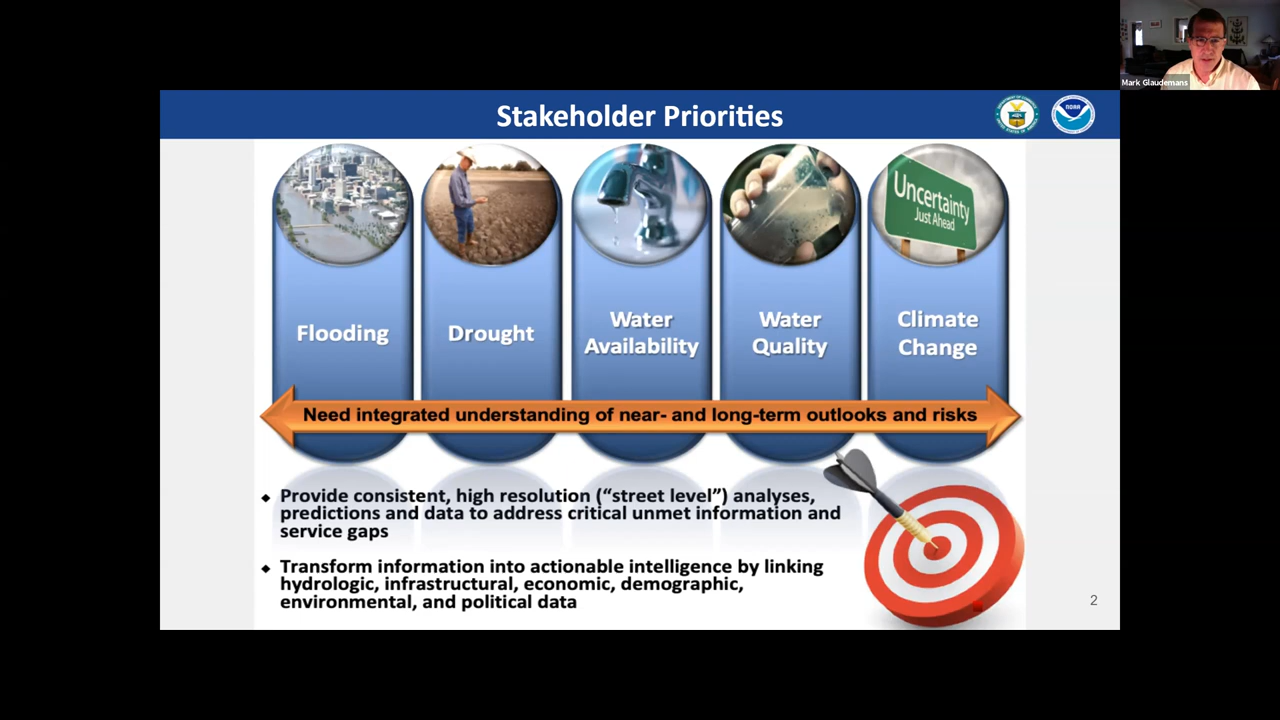 Mark Glaudemans
Stakeholder Priorities
NOAA
Uncertainty
Just Ahead
Flooding
Drought
Water
Availability
Water
Quality
Climate
Change
Need integrated understanding of near- and long-term outlooks and risks
◆ Provide consistent, high resolution (“street level”) analyses,
predictions and data to address critical unmet information and
service gaps
◆ Transform information into actionable intelligence by linking
hydrologic, infrastructural, economic, demographic,
environmental, and political data
2